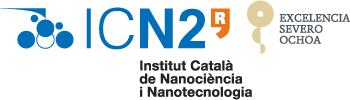 ICN2
R
EXCELENCIA
SEVERO
OCHOA
Institut Català
de Nanociència
i Nanotecnologia